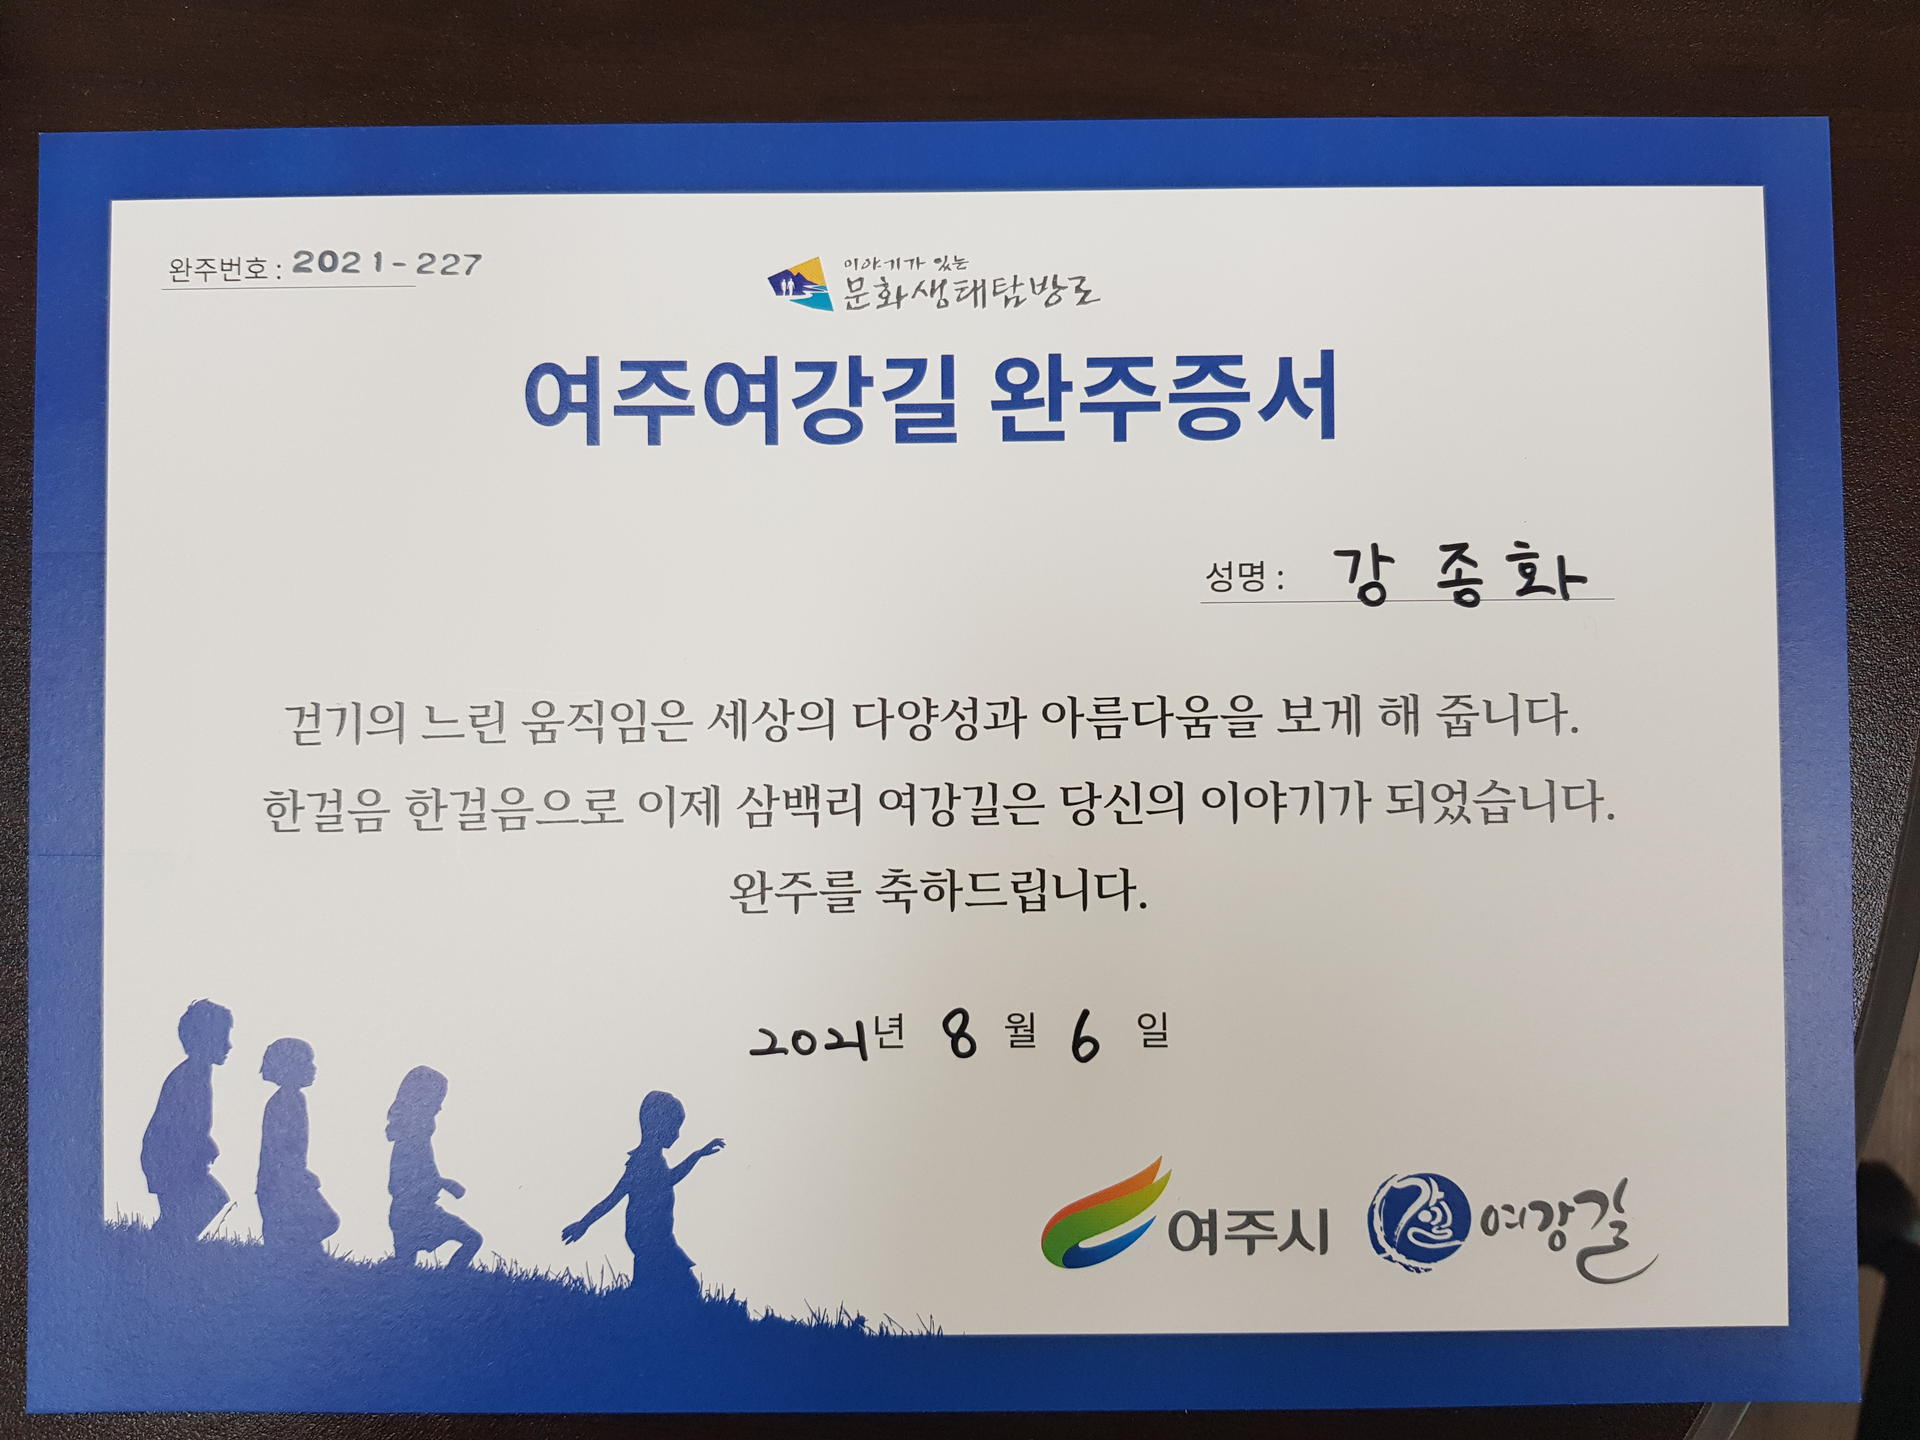 완주번호 : 2021-227
이야기가 있는
문화생태탐방로
여주여강길 완주증서
성명 : 강 종 화
걷기의 느린 움직임은 세상의 다양성과 아름다움을 보게 해 줍니다.
한걸음 한걸음으로 이제 삼백리 여강길은 당신의 이야기가 되었습니다.
완주를 축하드립니다.
2021년 8 월 6 일
여주시 여강길